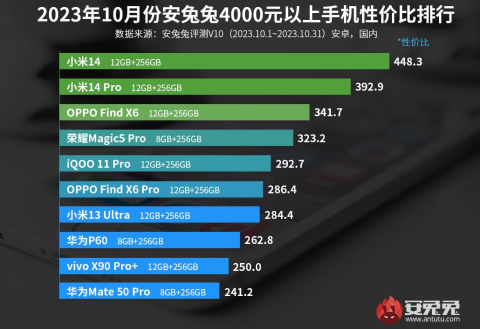 2023年10月份安兔兔4000元以上手机性价比排行
数据来源：安兔兔评测V10（2023.10.1~2023.10.31）安卓，国内
*性价比
小米14 12GB+256GB 448.3
小米14 Pro 12GB+256GB 392.9
OPPO Find X6 12GB+256GB 341.7
荣耀Magic5 Pro 8GB+256GB 323.2
iQOO 11 Pro 12GB+256GB 292.7
OPPO Find X6 Pro 12GB+256GB 286.4
小米13 Ultra 12GB+256GB 284.4
华为P60 8GB+256GB 262.8
vivo X90 Pro+ 12GB+256GB 250.0
华为Mate 50 Pro 8GB+256GB 241.2
安兔兔
www.antutu.com